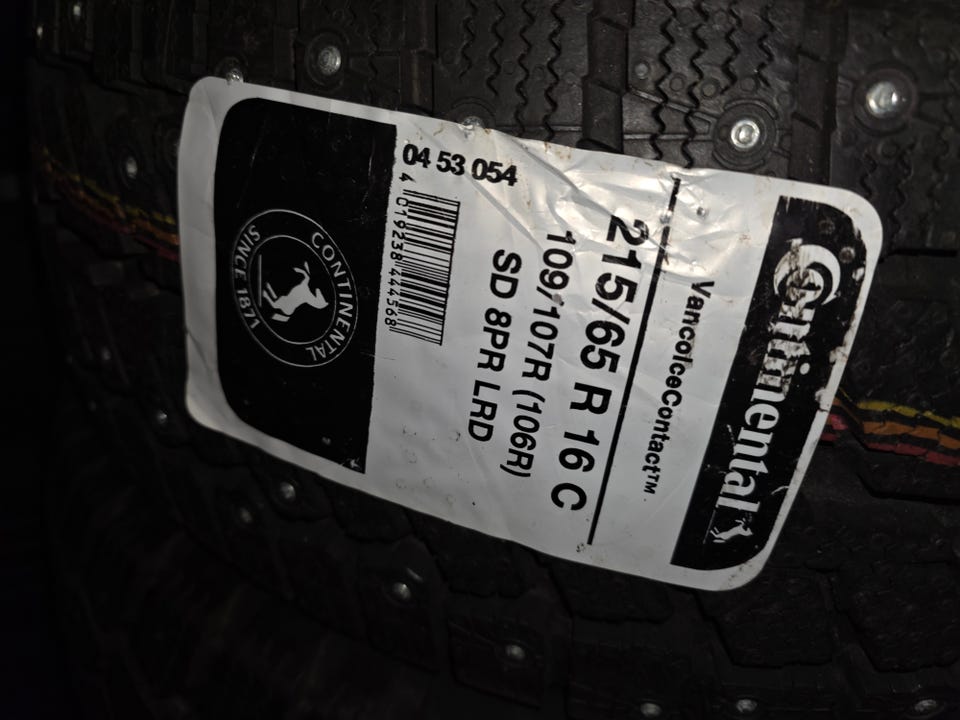 Continental
VancoIceContact™
215/65 R 16 C
109/107R (106R)
SD 8PR LRD
04 53 054
4 019238 444568
CONTINENTAL
SINCE 1871